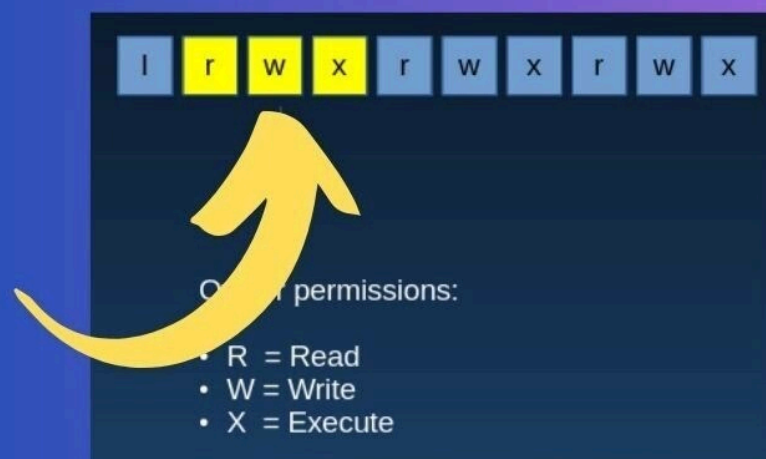 l r w x r w x r w x
permissions:
• R = Read
• W = Write
• X = Execute